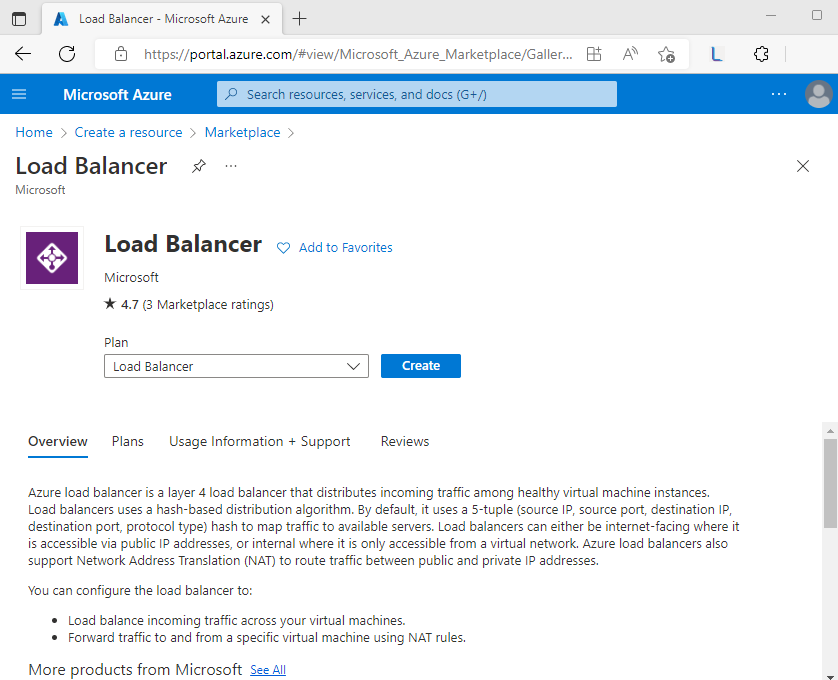 Load Balancer - Microsoft Azure
https://portal.azure.com/#view/Microsoft_Azure_Marketplace/Galler...
Microsoft Azure
Search resources, services, and docs (G+/)
Home > Create a resource > Marketplace >
Load Balancer
Microsoft
Load Balancer
Add to Favorites
Microsoft
★ 4.7 (3 Marketplace ratings)
Plan
Load Balancer
Create
Overview Plans Usage Information + Support Reviews
Azure load balancer is a layer 4 load balancer that distributes incoming traffic among healthy virtual machine instances.
Load balancers uses a hash-based distribution algorithm. By default, it uses a 5-tuple (source IP, source port, destination IP,
destination port, protocol type) hash to map traffic to available servers. Load balancers can either be internet-facing where it
is accessible via public IP addresses, or internal where it is only accessible from a virtual network. Azure load balancers also
support Network Address Translation (NAT) to route traffic between public and private IP addresses.
You can configure the load balancer to:
• Load balance incoming traffic across your virtual machines.
• Forward traffic to and from a specific virtual machine using NAT rules.
More products from Microsoft See All